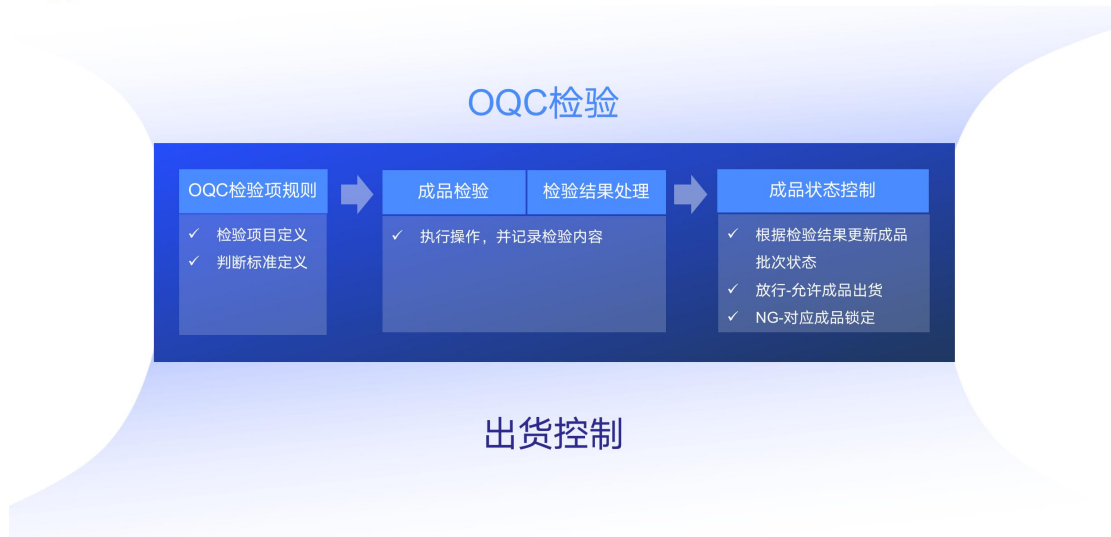 OQC检验
OQC检验项规则
✓ 检验项目定义
✓ 判断标准定义
成品检验
检验结果处理
✓ 执行操作，并记录检验内容
成品状态控制
✓ 根据检验结果更新成品
批次状态
✓ 放行-允许成品出货
✓ NG-对应成品锁定
出货控制